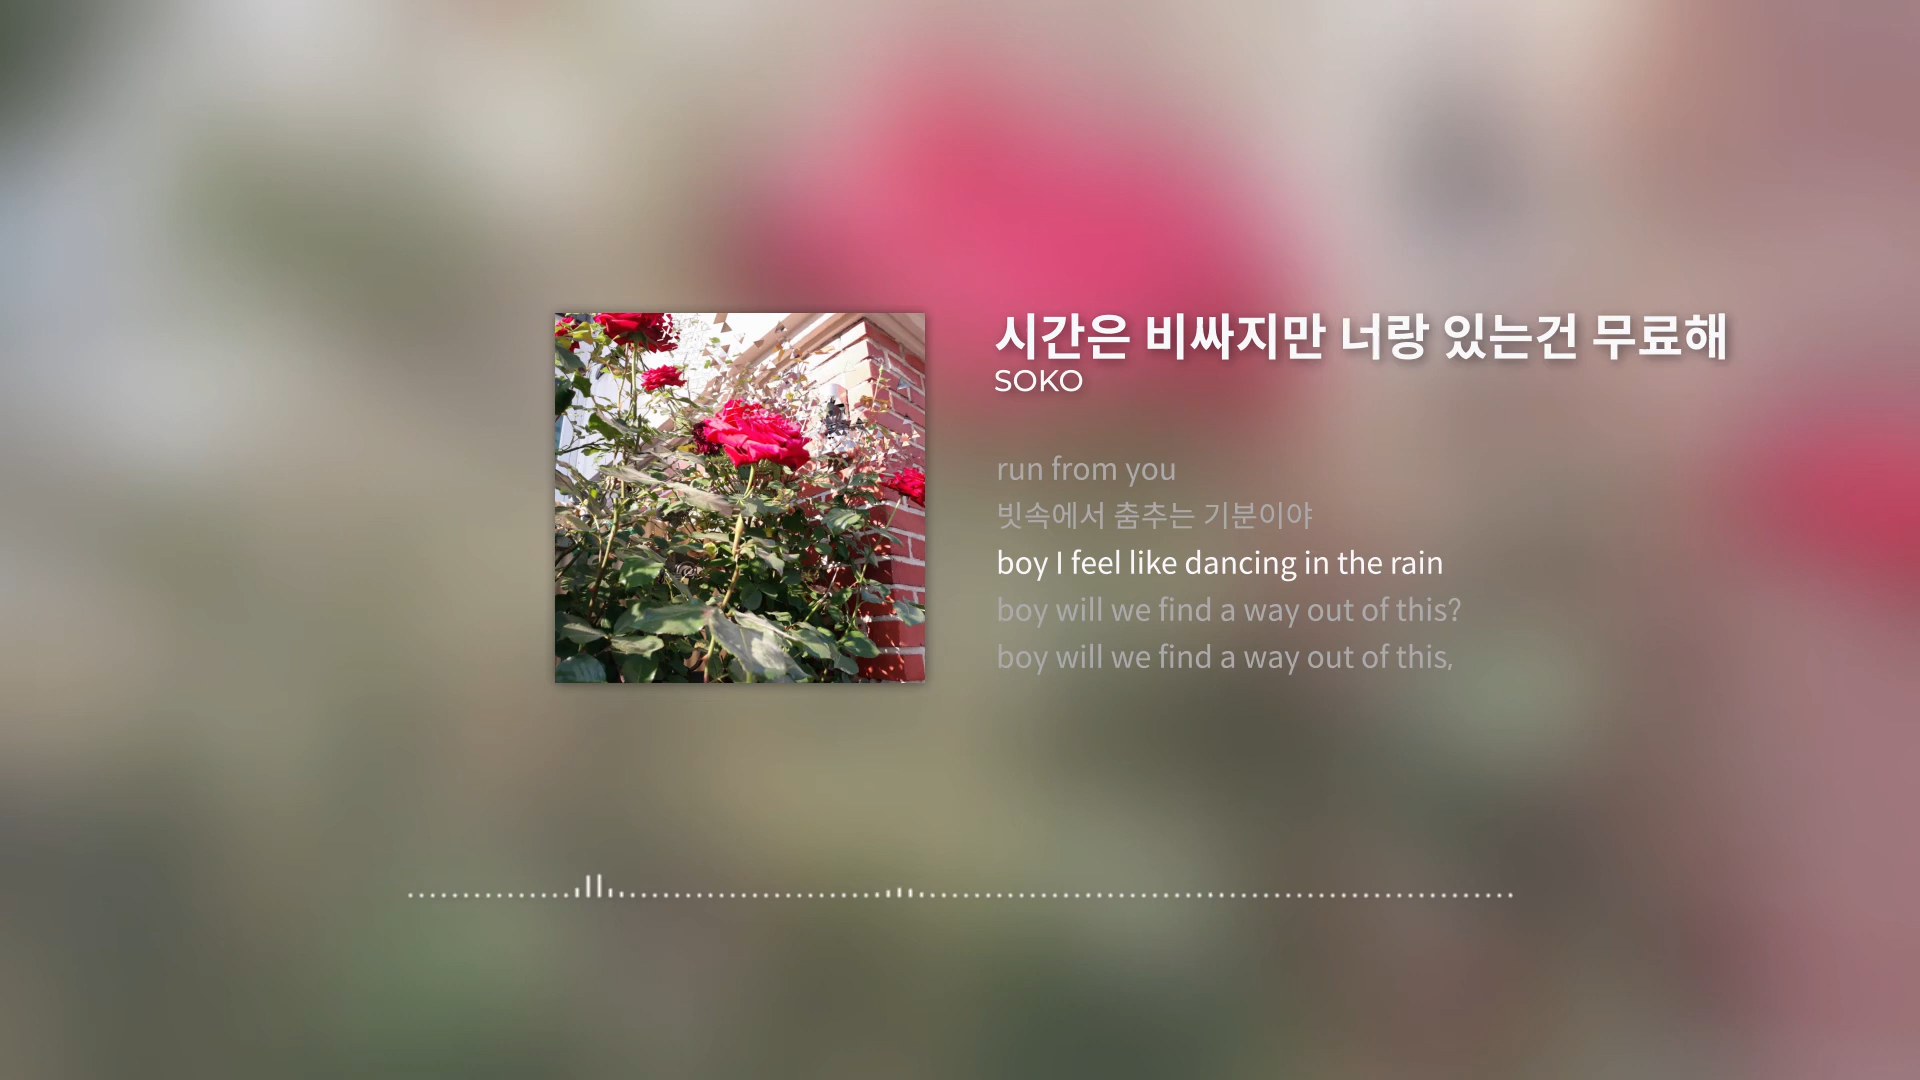 시간은 비싸지만 너랑 있는건 무료해
SOKO
run from you
빗속에서 춤추는 기분이야
boy I feel like dancing in the rain
boy will we find a way out of this?
boy will we find a way out of this,